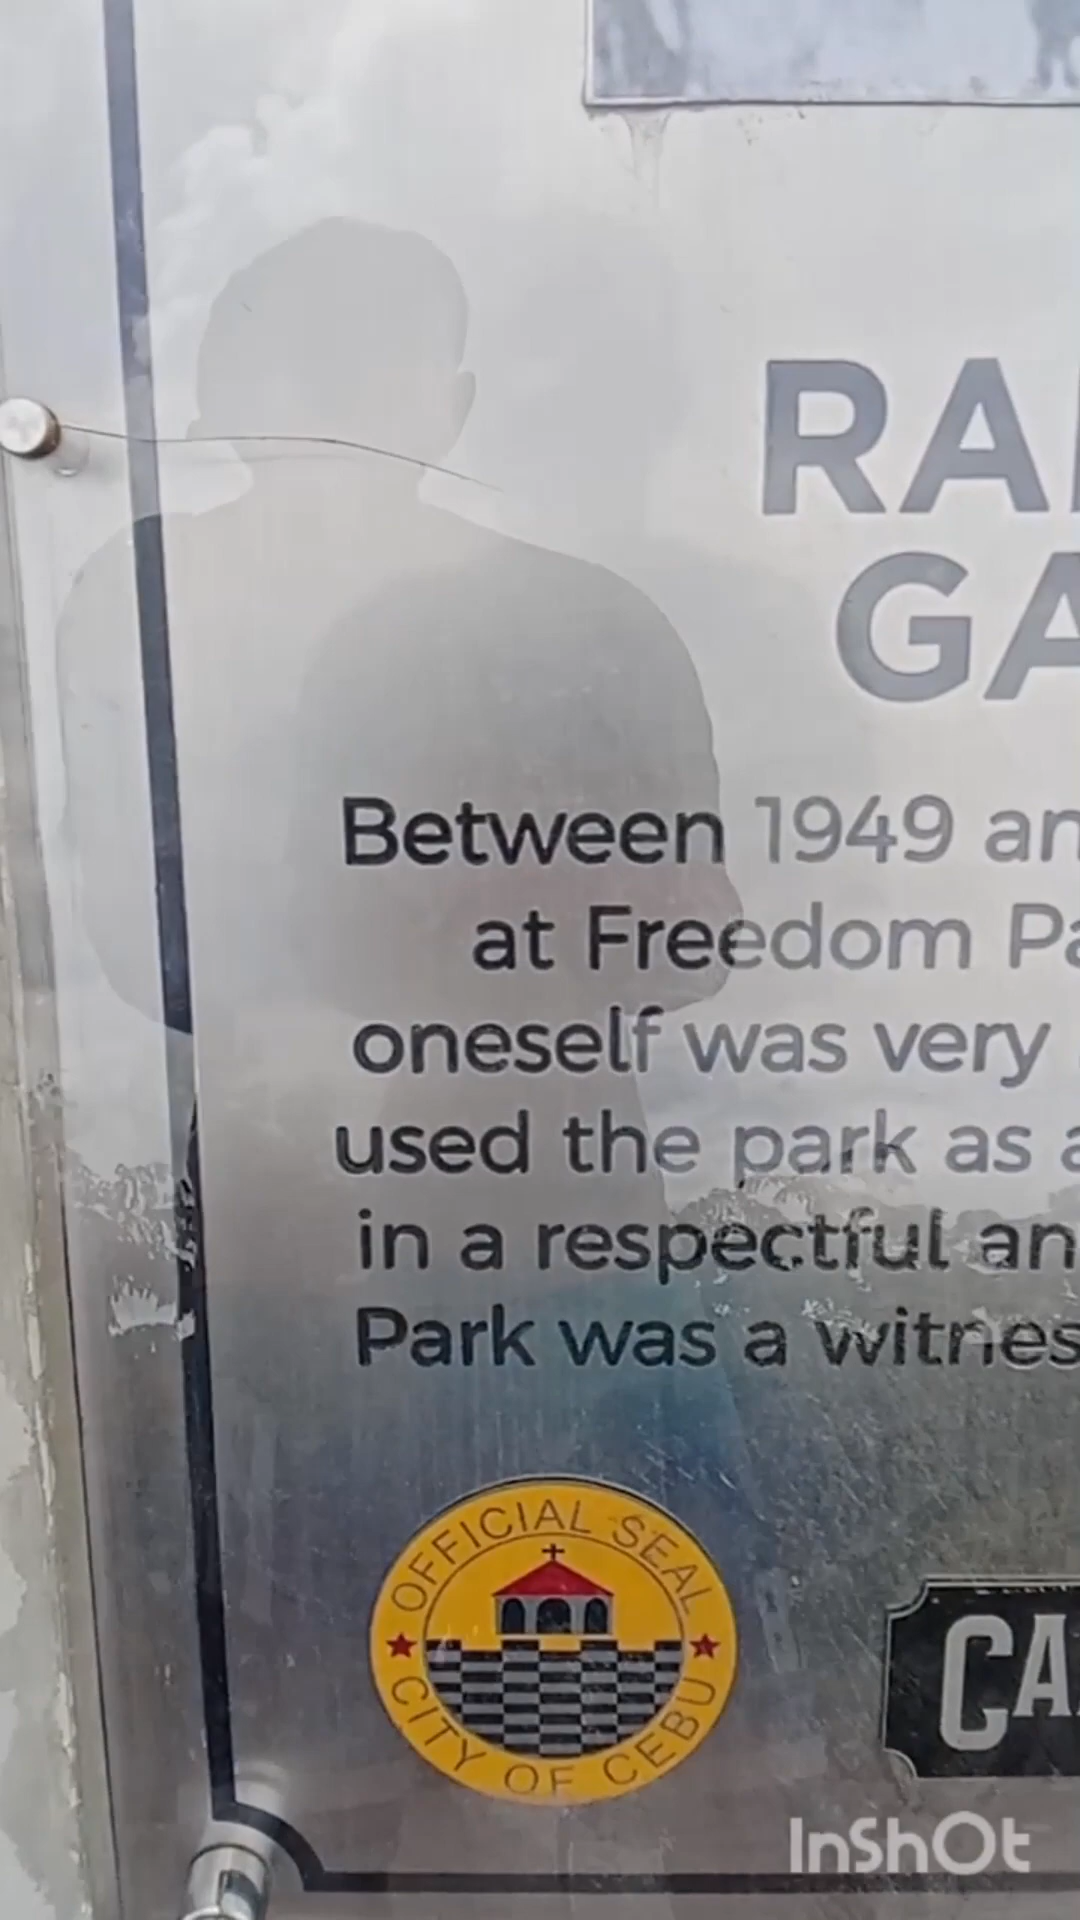 RA
GA
Between 1949 an
at Freedom Pa
oneself was very
used the park as a
in a respectful an
Park was a witnes
OFFICIAL SEAL
CITY OF CEBU
CA
InShOt